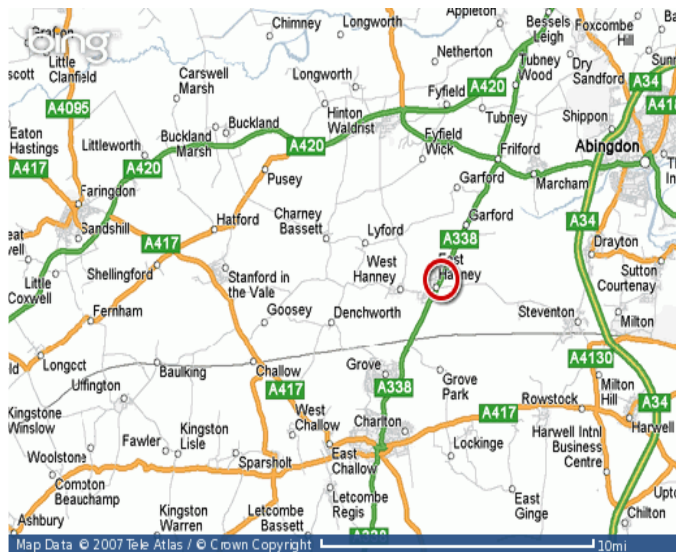 bing
Chimney
Longworth
Appleton
Bessels
Leigh
Foxcombe
Hill
Little
Clanfield
Carswell
Marsh
Longworth
Netherton
Tubney
Wood
Dry
Sandford
A34
A4095
A420
Fyfield
Buckland
Hinton
Waldnst
Tubney
Shippon
Eaton
Hastings
Littleworth
Buckland
Marsh
A420
Fyfield
Wick
Frilford
Abingdon
A417
A420
Pusey
Garford
Marcham
Faringdon
Hatford
Charney
Bassett
Lyford
Garford
A338
A34
Sandshill
A417
West
Hanney
East
Hanney
Drayton
Sutton
Courtenay
Little
Coxwell
Shellingford
Stanford in
the Vale
Fernham
Goosey
Denchworth
Steventon
Milton
Longcct
Baulking
Challow
Grove
A4130
Uffington
A417
A338
Grove
Park
Milton
Hill
Rowstock
A34
Kingstone
Winslow
West
Challow
Charlton
A417
Harwell
Fawler
Kingston
Lisle
Lockinge
Harwell Intnl
Business
Centre
Woolstone
Sparsholt
East
Challow
Compton
Beauchamp
Letcombe
Regis
East
Ginge
Ashbury
Kingston
Warren
Letcombe
Bassett
Chilton
Map Data © 2007 Tele Atlas / © Crown Copyright
10mi